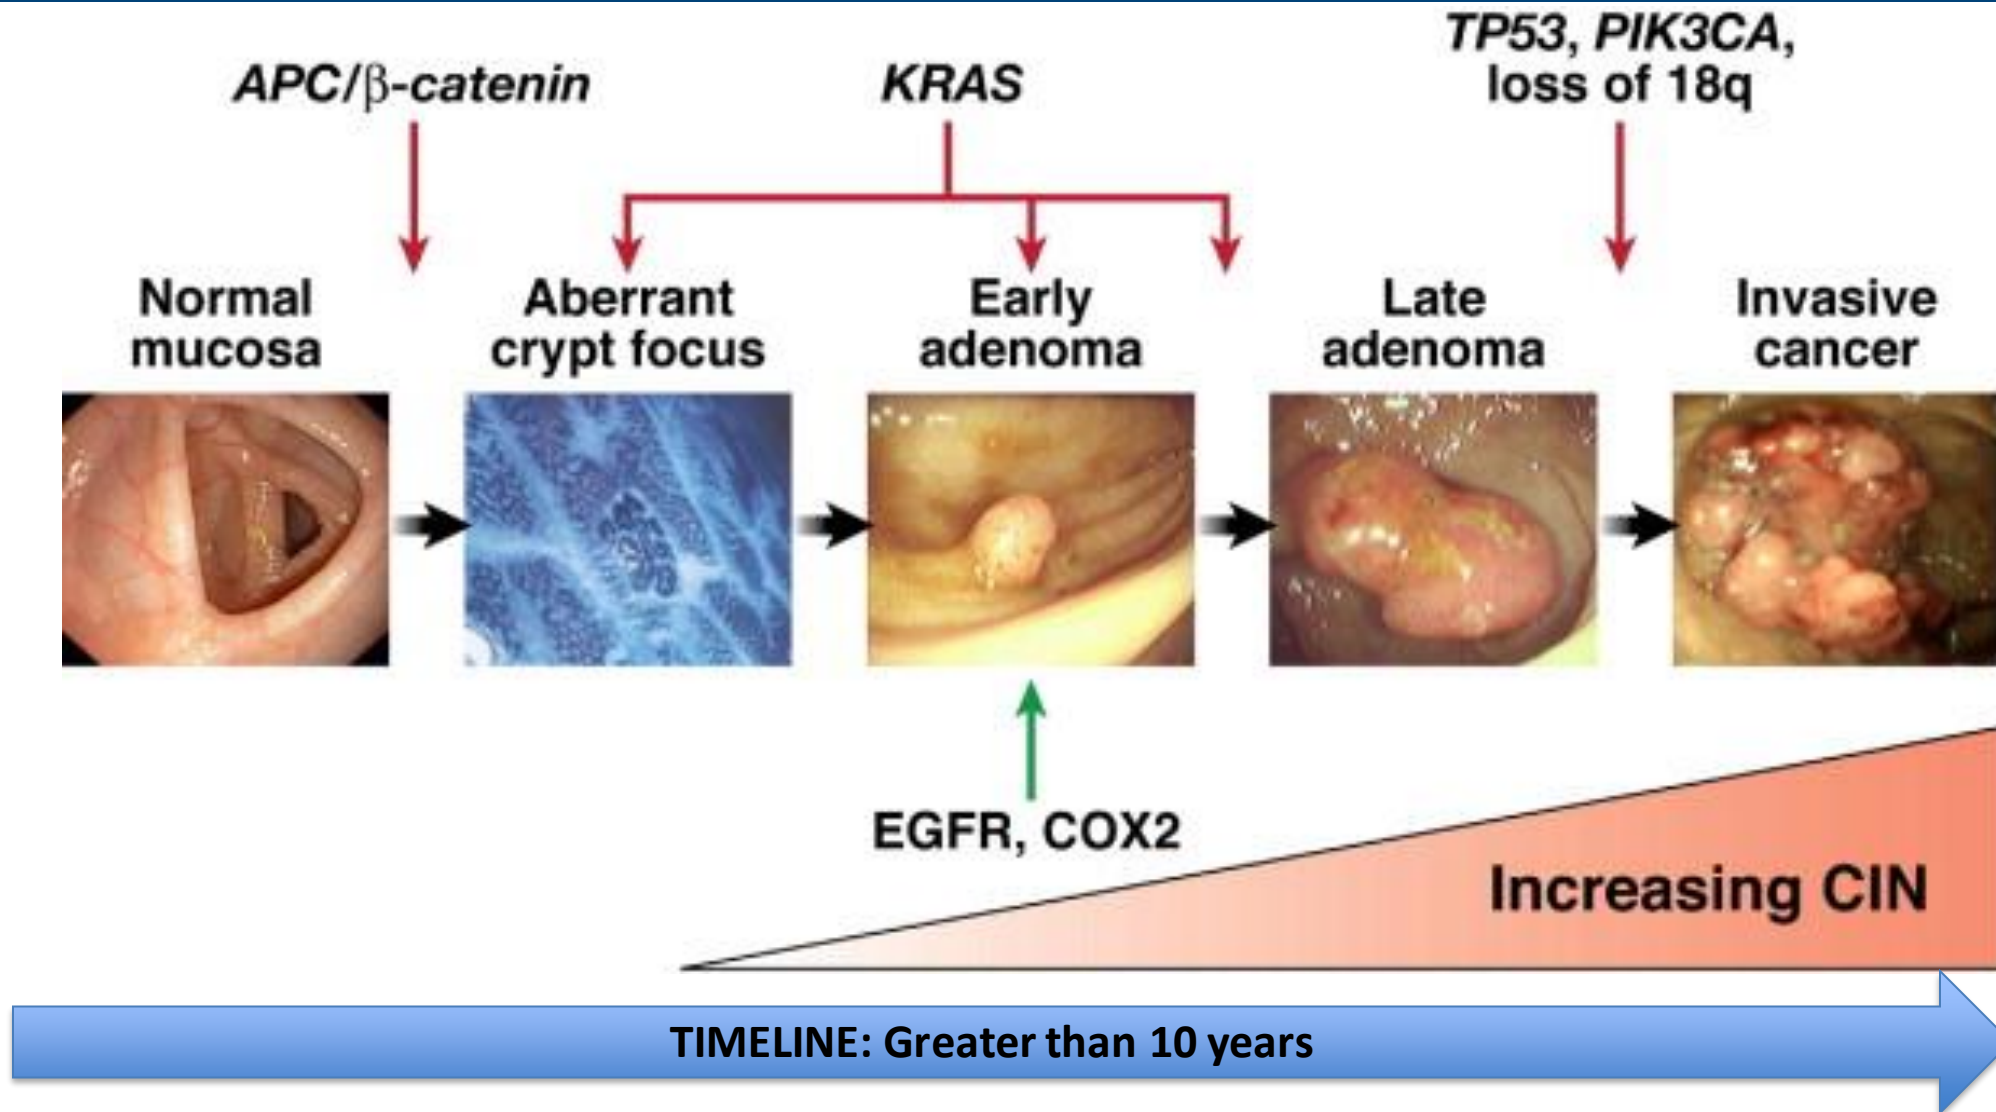 APC/β-catenin
KRAS
TP53, PIK3CA,
loss of 18q
Normal
mucosa
Aberrant
crypt focus
Early
adenoma
Late
adenoma
Invasive
cancer
EGFR, COX2
Increasing CIN
TIMELINE: Greater than 10 years